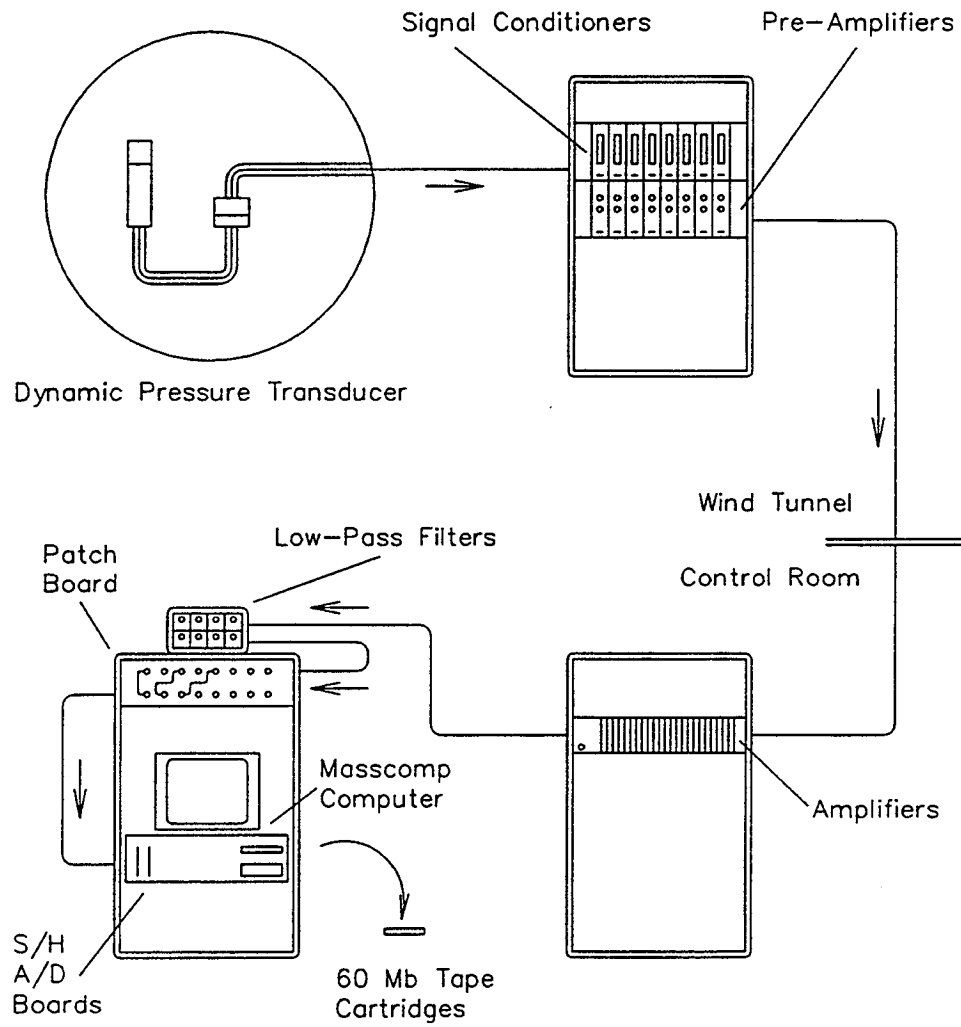 Signal Conditioners
Pre-Amplifiers
Dynamic Pressure Transducer
Wind Tunnel
Control Room
Low-Pass Filters
Patch
Board
Masscomp
Computer
Amplifiers
S/H
A/D
Boards
60 Mb Tape
Cartridges